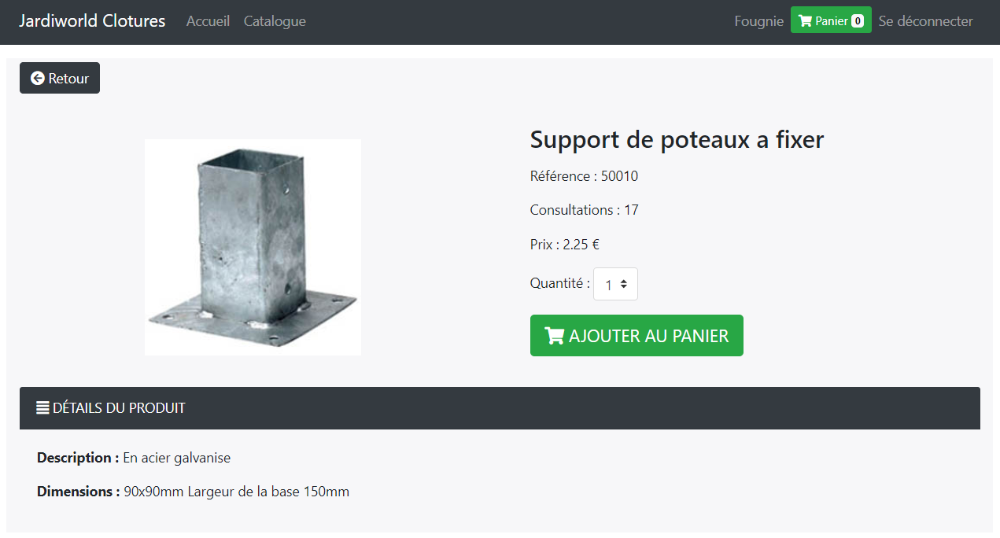 Jardiworld Clotures Accueil Catalogue Fougnie Panier 0 Se déconnecter
Retour
Support de poteaux a fixer
Référence : 50010
Consultations : 17
Prix : 2.25 €
Quantité : 1
AJOUTER AU PANIER
DÉTAILS DU PRODUIT
Description : En acier galvanise
Dimensions : 90x90mm Largeur de la base 150mm